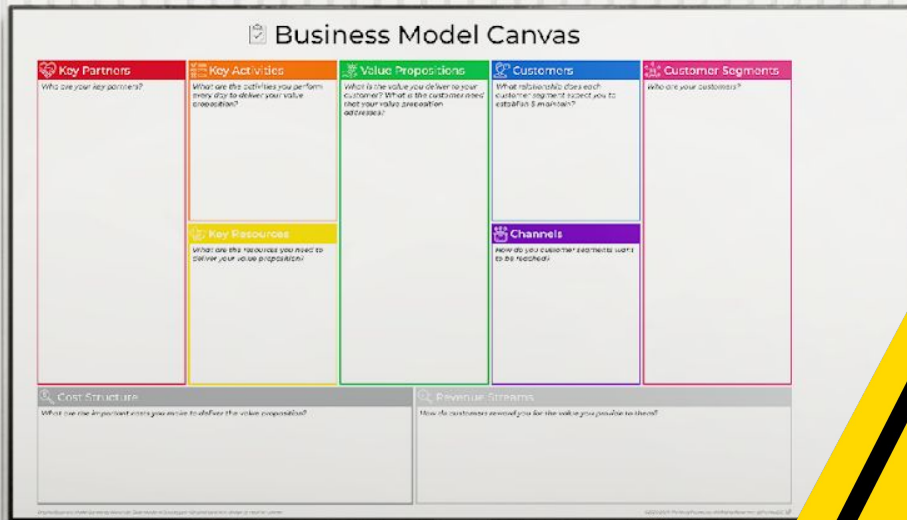 Business Model Canvas
Key Partners
Who are your key partners?
Key Activities
What are the activities you perform
every day to deliver your value
proposition?
Key Resources
What are the resources you need to
deliver your value proposition?
Value Propositions
What is the value you deliver to your
customer? What is the customer need
that your value proposition
addresses?
Customers
What relationship does each
customer segment expect you to
establish & maintain?
Channels
How do you customer segments want
to be reached?
Customer Segments
Who are your customers?
Cost Structure
What are the important costs you make to deliver the value proposition?
Revenue Streams
How do customers reward you for the value you provide to them?